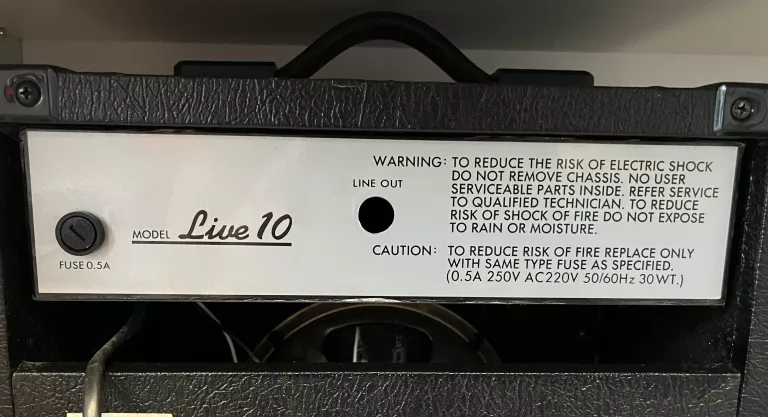 WARNING: TO REDUCE THE RISK OF ELECTRIC SHOCK
DO NOT REMOVE CHASSIS. NO USER
SERVICEABLE PARTS INSIDE. REFER SERVICE
TO QUALIFIED TECHNICIAN. TO REDUCE
RISK OF SHOCK OF FIRE DO NOT EXPOSE
TO RAIN OR MOISTURE.
LINE OUT
MODEL Live 10
FUSE 0.5A
CAUTION: TO REDUCE RISK OF FIRE REPLACE ONLY
WITH SAME TYPE FUSE AS SPECIFIED.
(0.5A 250V AC220V 50/60Hz 30WT.)